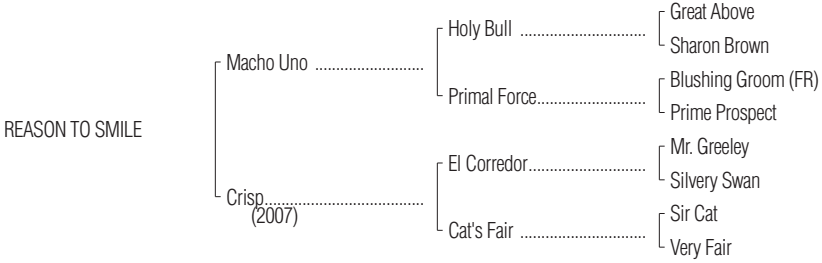 Great Above
Holy Bull ..............................
Sharon Brown
Macho Uno ..........................
Blushing Groom (FR)
Primal Force..........................
Prime Prospect
REASON TO SMILE
Mr. Greeley
El Corredor............................
Silvery Swan
Crisp......................................
(2007)
Sir Cat
Cat's Fair ..............................
Very Fair